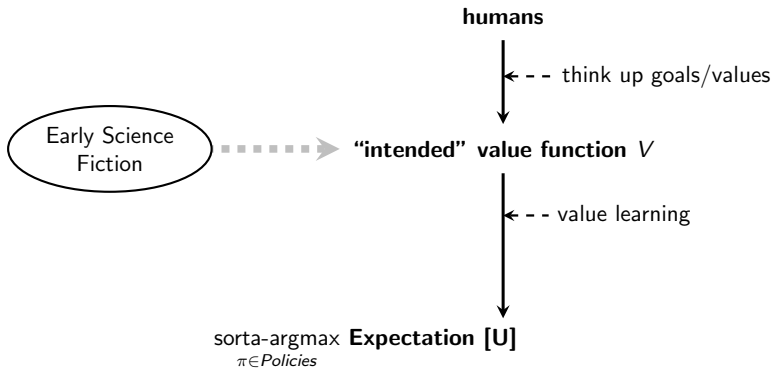 humans
think up goals/values
Early Science
Fiction
“intended” value function V
value learning
sorta-argmax Expectation [U]
π∈Policies